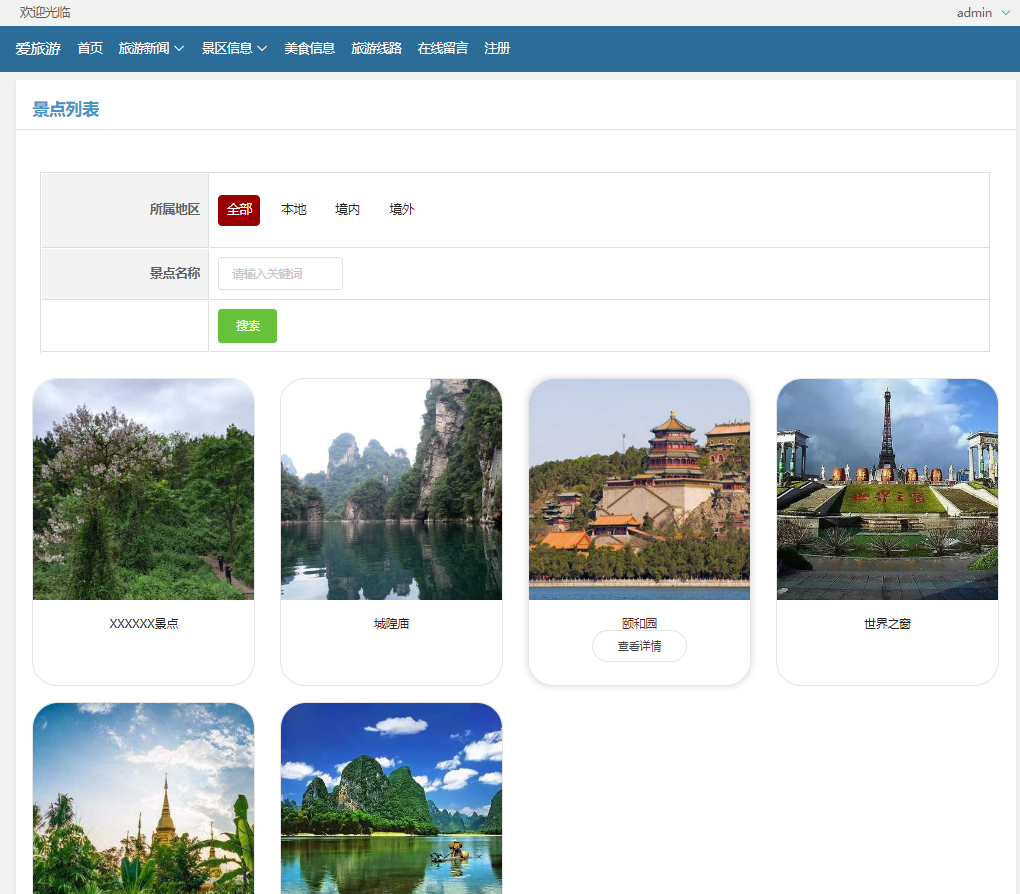 欢迎光临 admin
爱旅游 首页 旅游新闻 景区信息 美食信息 旅游线路 在线留言 注册
景点列表
所属地区 全部 本地 境内 境外
景点名称 请输入关键词
搜索
世界之窗
XXXXXX景点 城隍庙 颐和园 世界之窗
查看详情